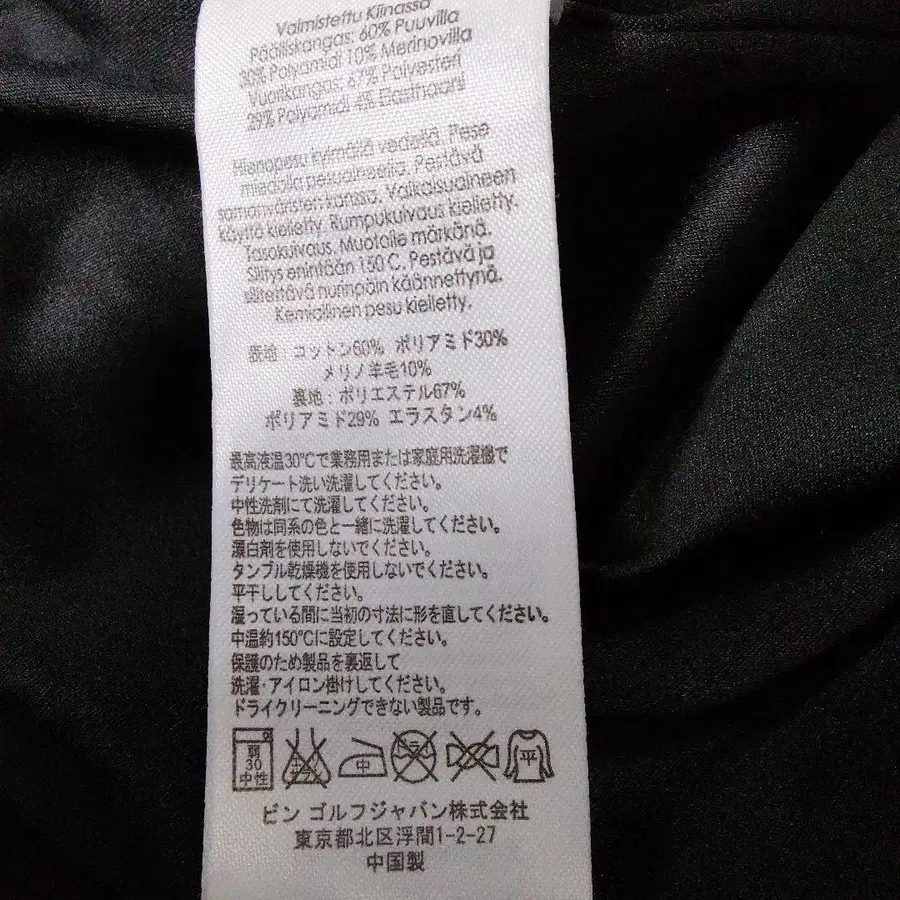 Valmistettu Kiinassa
Päälliskangas: 60% Puuvilla
30% Polyamidi 10% Merinovilla
Vuorikangas: 67% Polyesteri
29% Polyamidi 4% Elasthaani
Hienopesu kylmällä vedellä. Pese
miedolla pesuaineella. Pestävä
samanväristen kanssa. Valkaisuaineen
käyttö kielletty. Rumpukuivaus kielletty.
Tasokuivaus. Muotoile märkänä.
Silitys enintään 150 C. Pestävä ja
silitettävä nurinpäin käännettynä.
Kemiallinen pesu kielletty.
表地：コットン60% ポリアミド30%
メリノ羊毛10%
裏地：ポリエステル67%
ポリアミド29% エラスタン4%
最高液温30℃で業務用または家庭用洗濯機で
デリケート洗い洗濯してください。
中性洗剤にて洗濯してください。
色物は同系の色と一緒に洗濯してください。
漂白剤を使用しないでください。
タンブル乾燥機を使用しないでください。
平干ししてください。
湿っている間に当初の寸法に形を直してください。
中温約150℃に設定してください。
保護のため製品を裏返して
洗濯・アイロン掛けしてください。
ドライクリーニングできない製品です。
弱 30 中性 エンソ サラシ 中 ドライ 平
ピン ゴルフジャパン株式会社
東京都北区浮間1-2-27
中国製